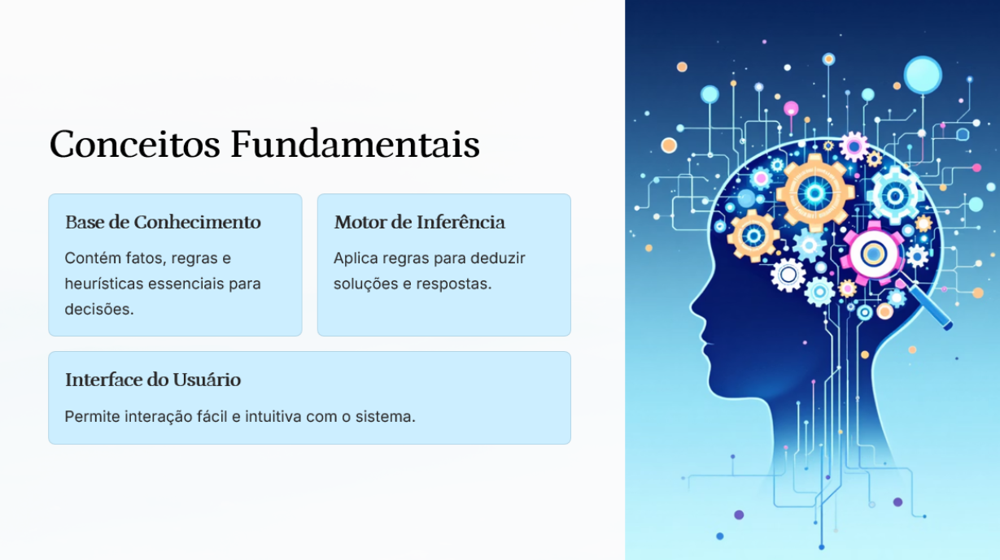 Conceitos Fundamentais
Base de Conhecimento
Contém fatos, regras e
heurísticas essenciais para
decisões.
Motor de Inferência
Aplica regras para deduzir
soluções e respostas.
Interface do Usuário
Permite interação fácil e intuitiva com o sistema.